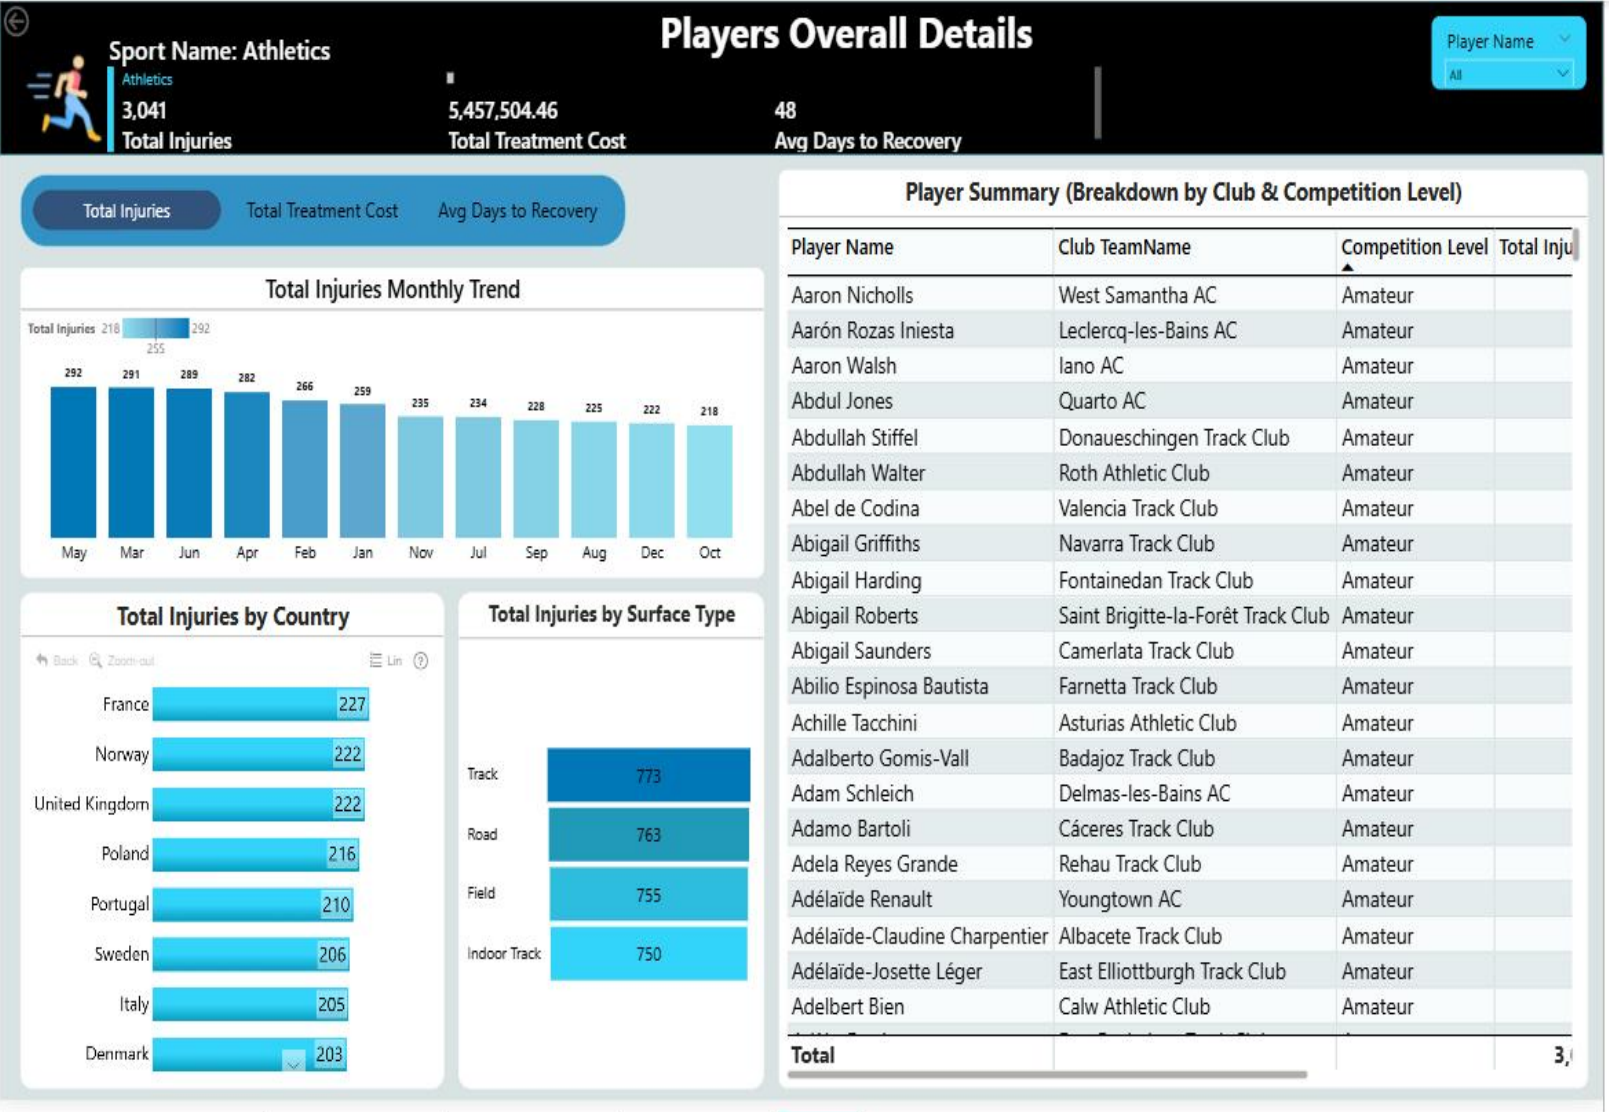 Players Overall Details
Sport Name: Athletics
Athletics
3,041
Total Injuries
5,457,504.46
Total Treatment Cost
48
Avg Days to Recovery
Player Name
All
Total Injuries Total Treatment Cost Avg Days to Recovery
Total Injuries Monthly Trend
Total Injuries 218 292
255
292 291 289 282 266 259 235 234 228 225 222 218
May Mar Jun Apr Feb Jan Nov Jul Sep Aug Dec Oct
Total Injuries by Country
Back Zoom-out Lin ?
France 227
Norway 222
United Kingdom 222
Poland 216
Portugal 210
Sweden 206
Italy 205
Denmark 203
Total Injuries by Surface Type
Track 773
Road 763
Field 755
Indoor Track 750
Player Summary (Breakdown by Club & Competition Level)
Player Name Club TeamName Competition Level Total Inju
Aaron Nicholls West Samantha AC Amateur
Aarón Rozas Iniesta Leclercq-les-Bains AC Amateur
Aaron Walsh Iano AC Amateur
Abdul Jones Quarto AC Amateur
Abdullah Stiffel Donaueschingen Track Club Amateur
Abdullah Walter Roth Athletic Club Amateur
Abel de Codina Valencia Track Club Amateur
Abigail Griffiths Navarra Track Club Amateur
Abigail Harding Fontainedan Track Club Amateur
Abigail Roberts Saint Brigitte-la-Forêt Track Club Amateur
Abigail Saunders Camerlata Track Club Amateur
Abilio Espinosa Bautista Farnetta Track Club Amateur
Achille Tacchini Asturias Athletic Club Amateur
Adalberto Gomis-Vall Badajoz Track Club Amateur
Adam Schleich Delmas-les-Bains AC Amateur
Adamo Bartoli Cáceres Track Club Amateur
Adela Reyes Grande Rehau Track Club Amateur
Adélaïde Renault Youngtown AC Amateur
Adélaïde-Claudine Charpentier Albacete Track Club Amateur
Adélaïde-Josette Léger East Elliottburgh Track Club Amateur
Adelbert Bien Calw Athletic Club Amateur
Total 3,